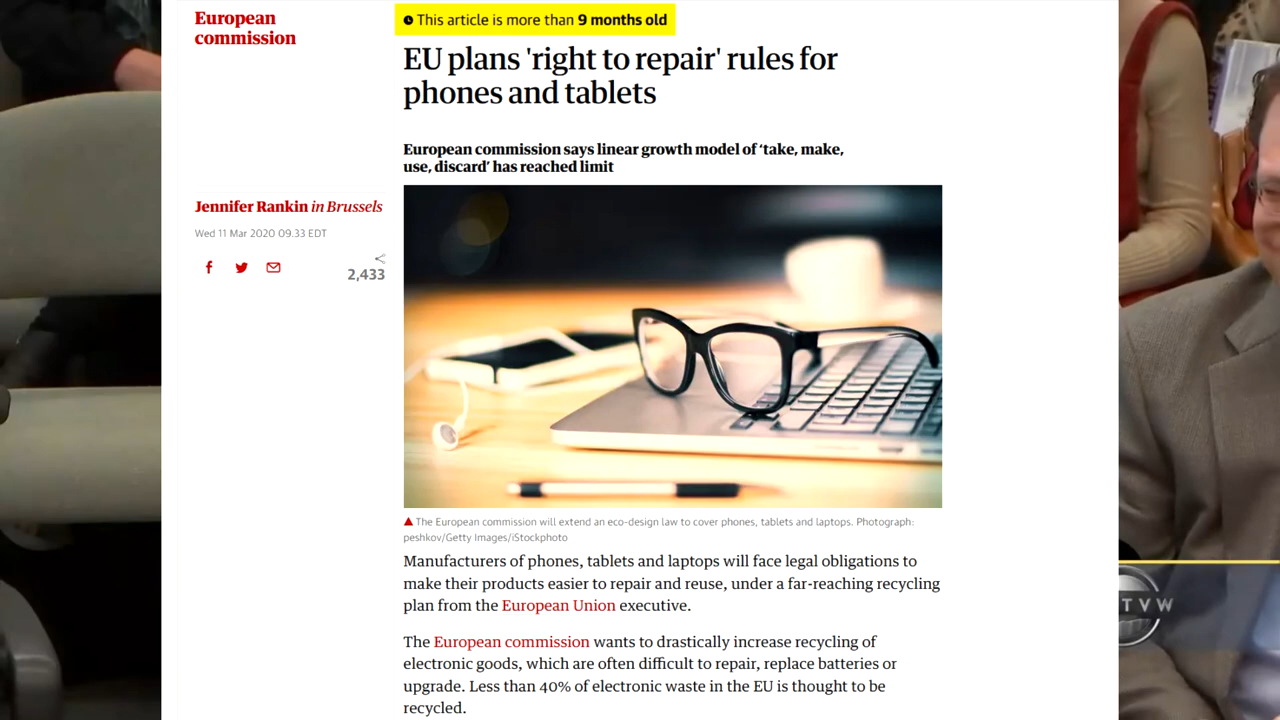 European
commission
This article is more than 9 months old
EU plans 'right to repair' rules for
phones and tablets
European commission says linear growth model of ‘take, make,
use, discard’ has reached limit
Jennifer Rankin in Brussels
Wed 11 Mar 2020 09.33 EDT
2,433
The European commission will extend an eco-design law to cover phones, tablets and laptops. Photograph:
peshkov/Getty Images/iStockphoto
Manufacturers of phones, tablets and laptops will face legal obligations to
make their products easier to repair and reuse, under a far-reaching recycling
plan from the European Union executive.
The European commission wants to drastically increase recycling of
electronic goods, which are often difficult to repair, replace batteries or
upgrade. Less than 40% of electronic waste in the EU is thought to be
recycled.
TVW